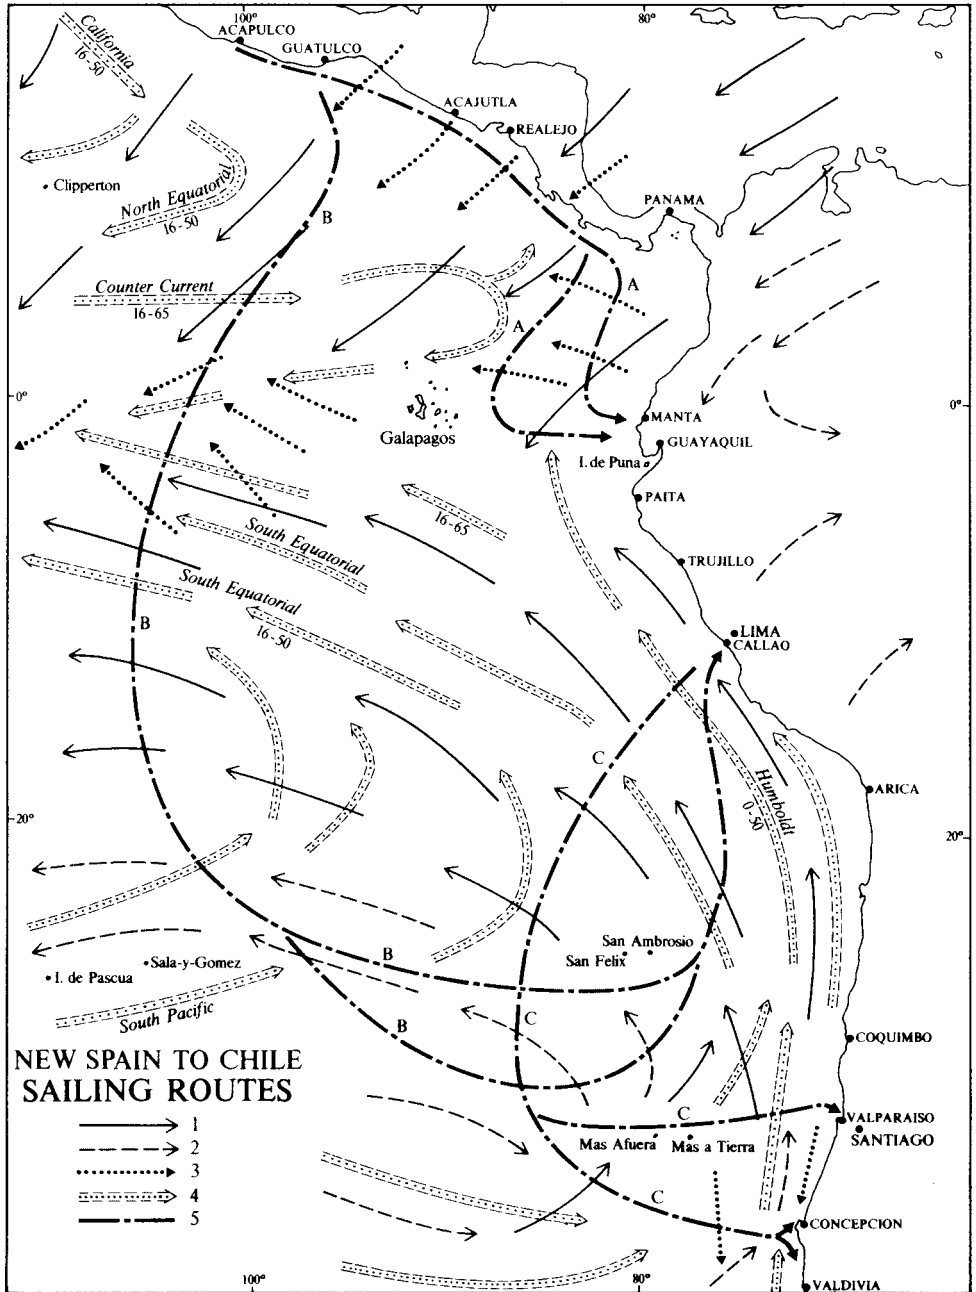 100°
80°
California
16-50
ACAPULCO
GUATULCO
ACAJUTLA
REALEJO
Clipperton
North Equatorial
16-50
PANAMA
B
Counter Current
16-65
A
A
0°
0°
Galapagos
MANTA
GUAYAQUIL
I. de Puna
PAITA
16-65
South Equatorial
TRUJILLO
South Equatorial
16-50
B
LIMA
CALLAO
C
Humboldt
0-50
ARICA
20°
20°
San Ambrosio
San Felix
B
Sala-y-Gomez
I. de Pascua
South Pacific
B
C
COQUIMBO
NEW SPAIN TO CHILE
SAILING ROUTES
1
2
3
4
5
C
VALPARAISO
SANTIAGO
Mas Afuera
Mas a Tierra
C
CONCEPCION
100°
80°
VALDIVIA